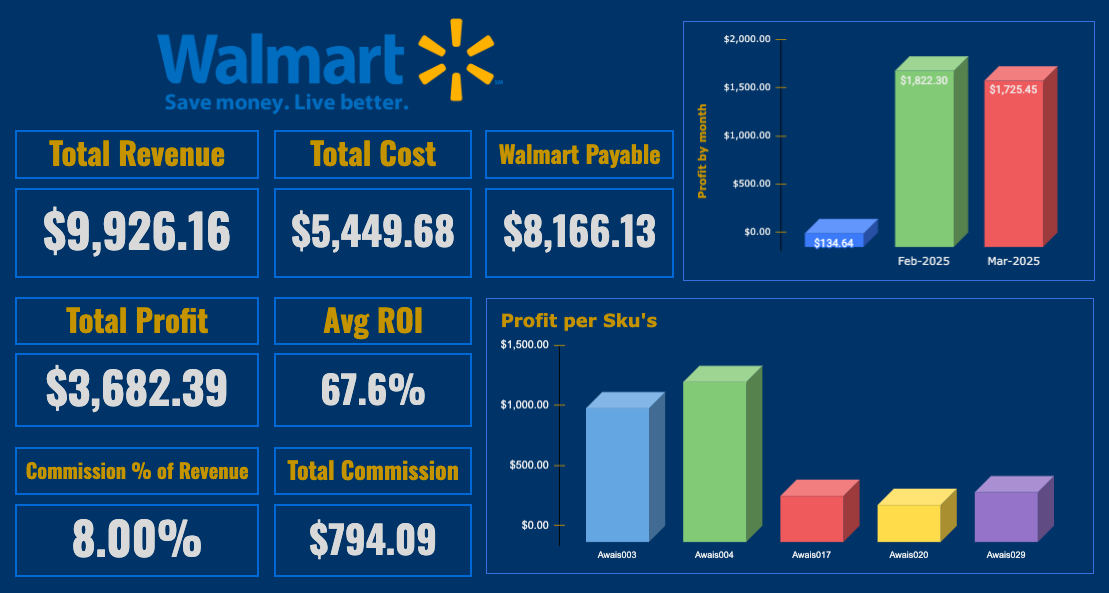 Walmart
Save money. Live better.
Total Revenue
$9,926.16
Total Cost
$5,449.68
Walmart Payable
$8,166.13
Total Profit
$3,682.39
Avg ROI
67.6%
Commission % of Revenue
8.00%
Total Commission
$794.09
Profit by month
$2,000.00
$1,500.00
$1,000.00
$500.00
$0.00
$134.64
$1,822.30
$1,725.45
Feb-2025
Mar-2025
Profit per Sku's
$1,500.00
$1,000.00
$500.00
$0.00
Awais003
Awais004
Awais017
Awais020
Awais029